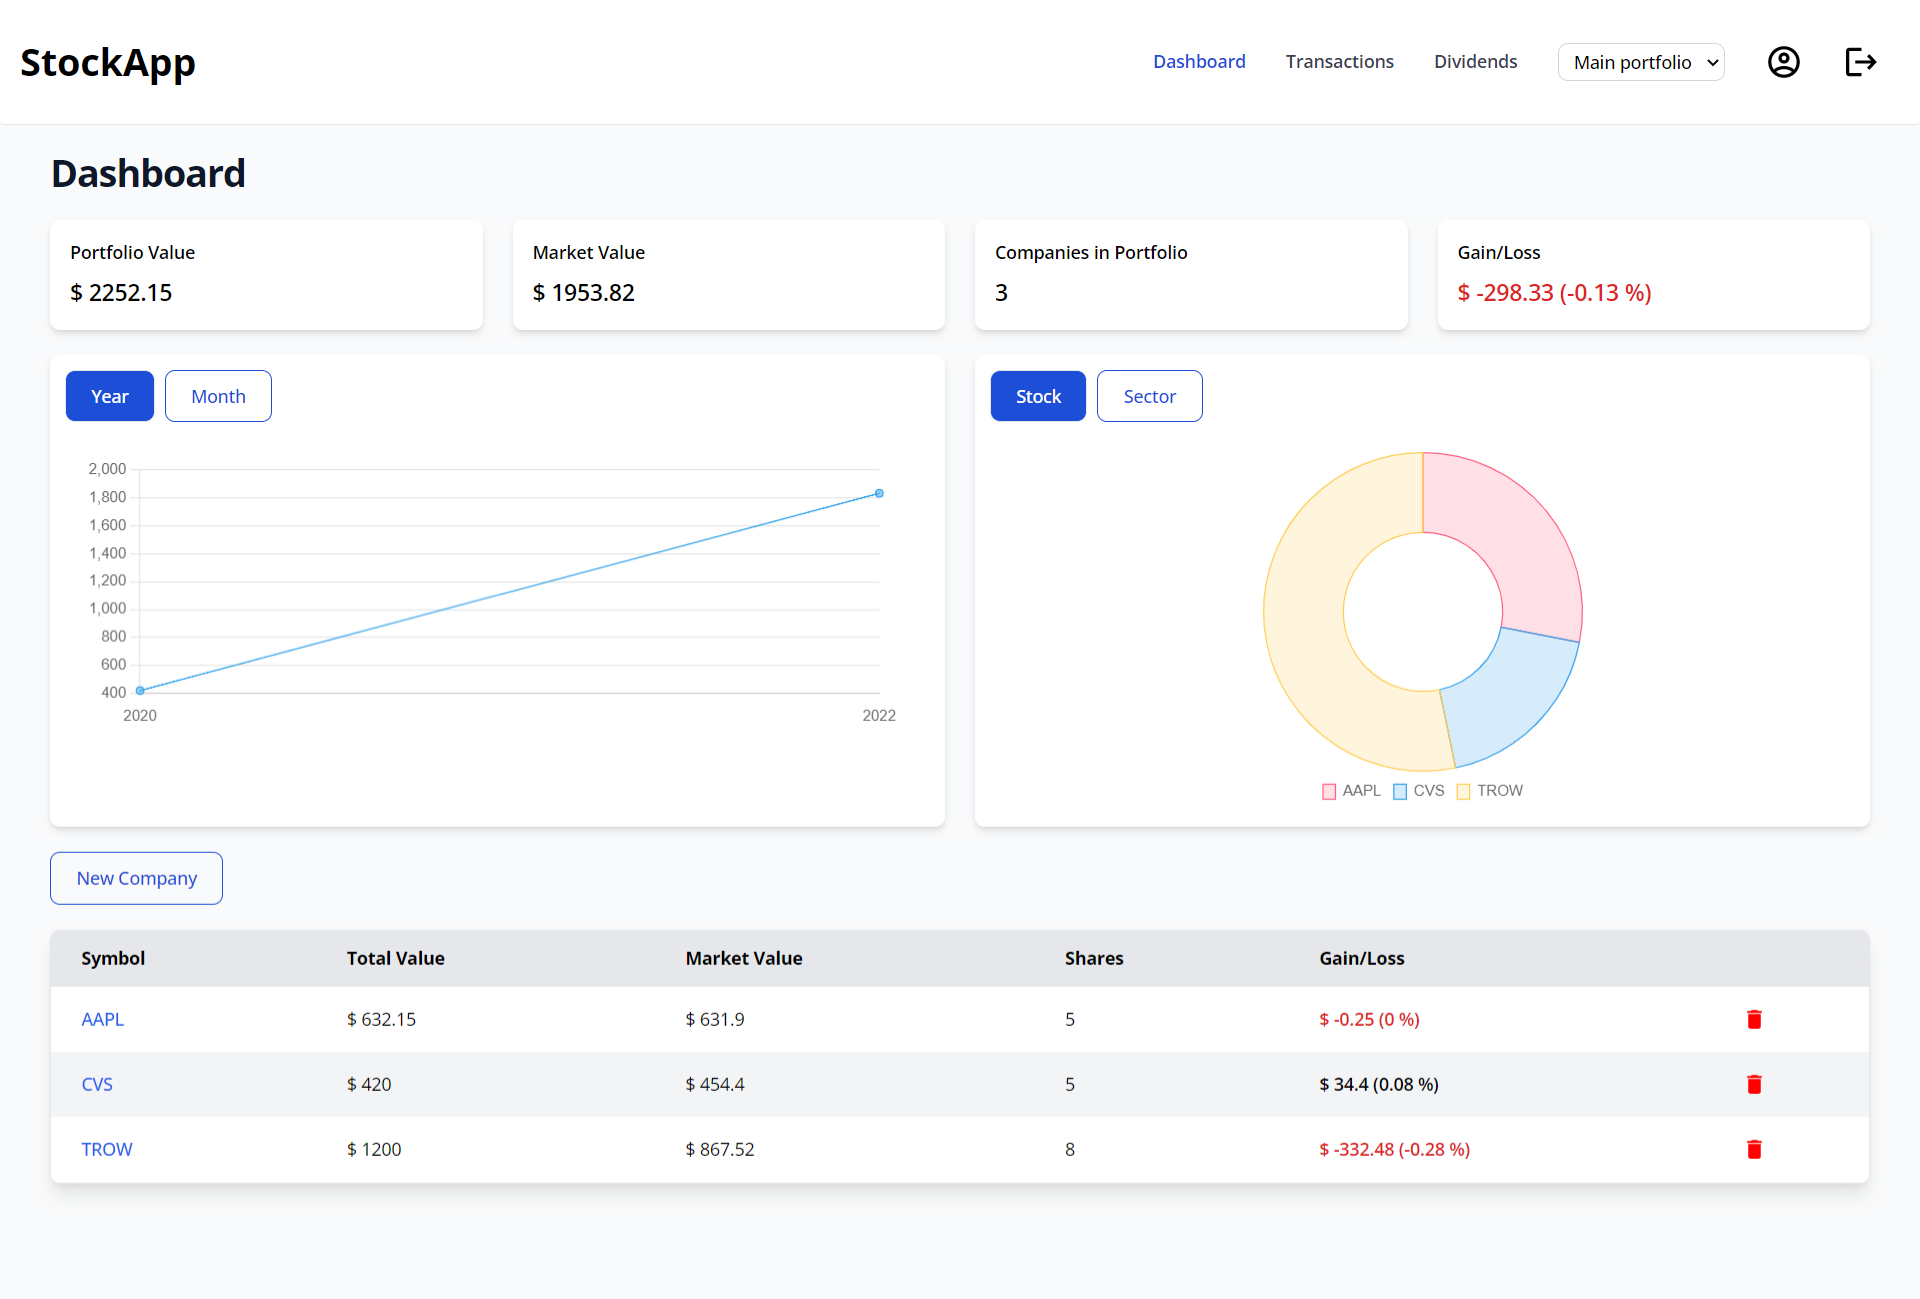 StockApp
Dashboard Transactions Dividends Main portfolio
Dashboard
Portfolio Value
$ 2252.15
Market Value
$ 1953.82
Companies in Portfolio
3
Gain/Loss
$ -298.33 (-0.13 %)
Year Month
2,000
1,800
1,600
1,400
1,200
1,000
800
600
400
2020 2022
Stock Sector
AAPL CVS TROW
New Company
Symbol Total Value Market Value Shares Gain/Loss
AAPL $ 632.15 $ 631.9 5 $ -0.25 (0 %)
CVS $ 420 $ 454.4 5 $ 34.4 (0.08 %)
TROW $ 1200 $ 867.52 8 $ -332.48 (-0.28 %)